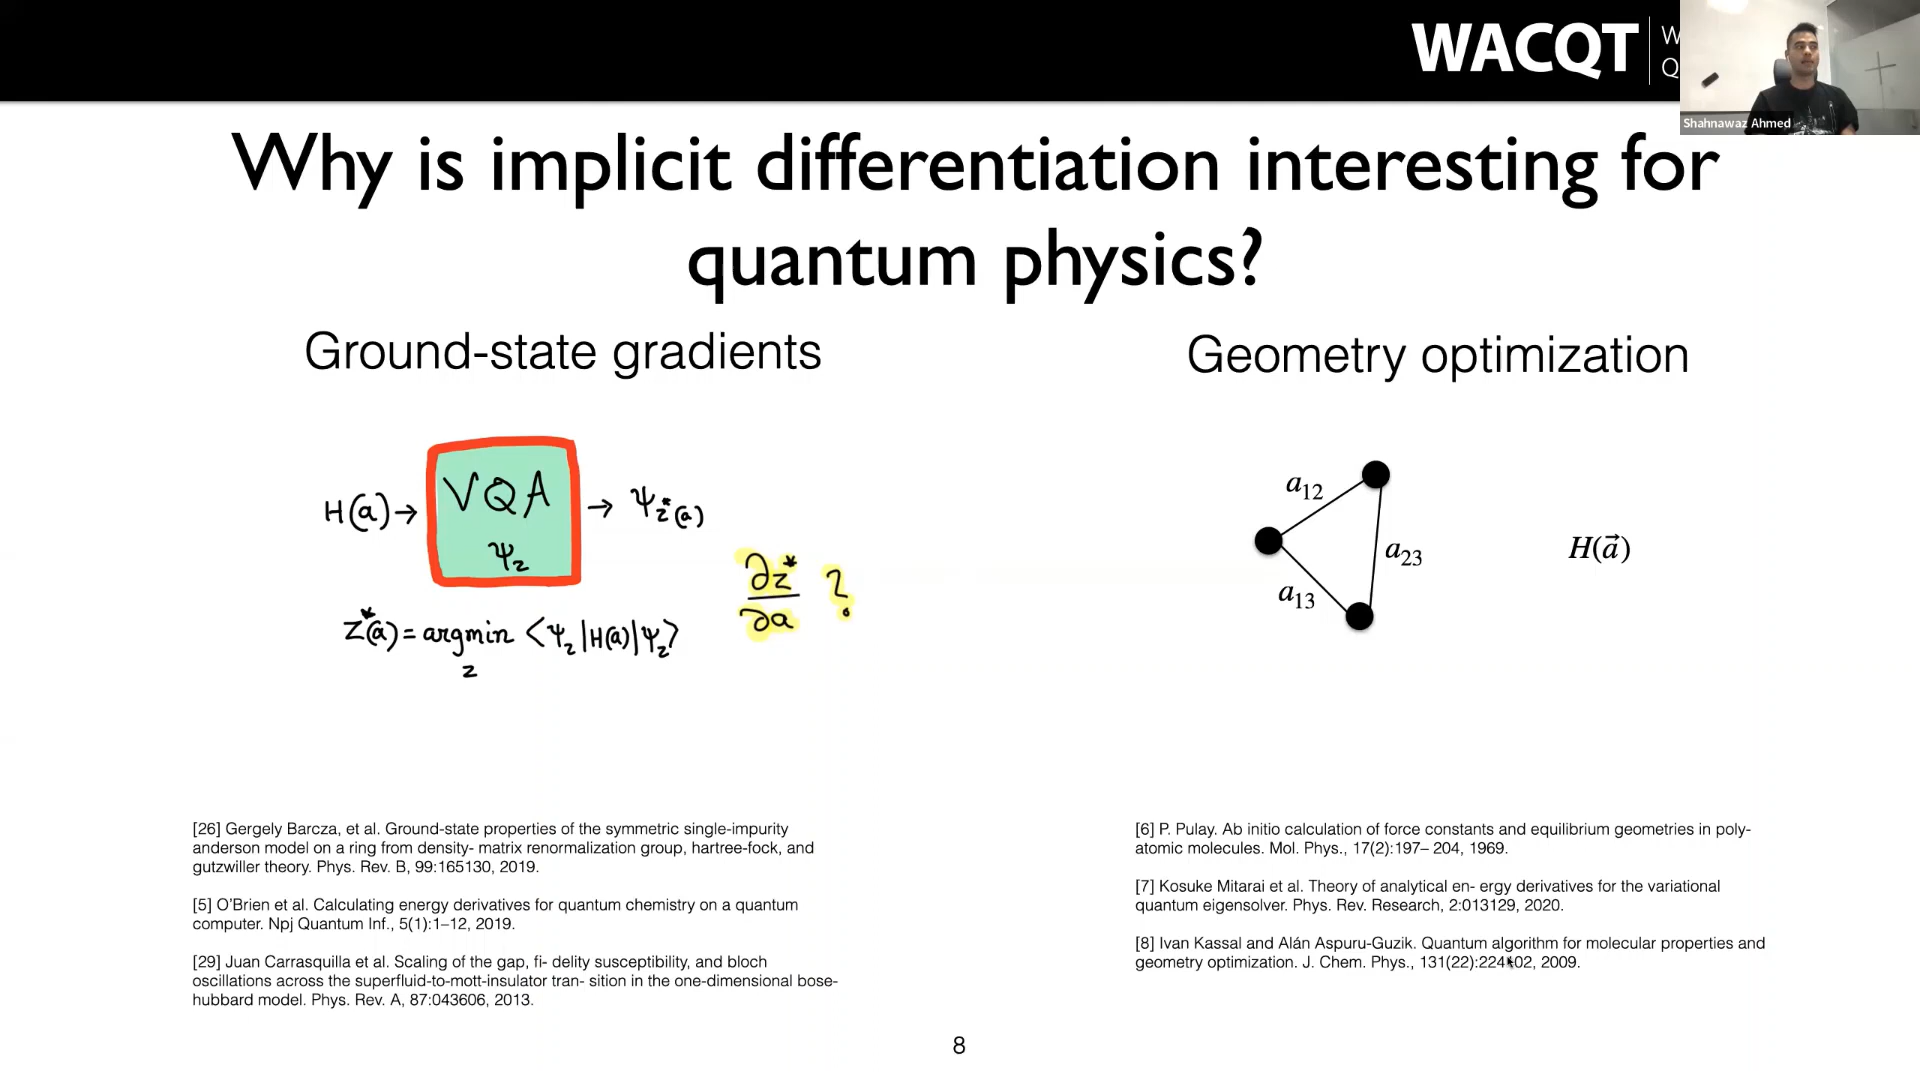 WACQT
W
Q
Shahnawaz Ahmed
Why is implicit differentiation interesting for
quantum physics?
Ground-state gradients
H(a) → VQA → Ψz*(a)
Ψz
∂z*/∂a ?
z*(a) = argmin <Ψz|H(a)|Ψz>
z
[26] Gergely Barcza, et al. Ground-state properties of the symmetric single-impurity
anderson model on a ring from density- matrix renormalization group, hartree-fock, and
gutzwiller theory. Phys. Rev. B, 99:165130, 2019.
[5] O’Brien et al. Calculating energy derivatives for quantum chemistry on a quantum
computer. Npj Quantum Inf., 5(1):1–12, 2019.
[29] Juan Carrasquilla et al. Scaling of the gap, fi- delity susceptibility, and bloch
oscillations across the superfluid-to-mott-insulator tran- sition in the one-dimensional bose-
hubbard model. Phys. Rev. A, 87:043606, 2013.
Geometry optimization
a12
a23
a13
H(a⃗)
[6] P. Pulay. Ab initio calculation of force constants and equilibrium geometries in poly-
atomic molecules. Mol. Phys., 17(2):197– 204, 1969.
[7] Kosuke Mitarai et al. Theory of analytical en- ergy derivatives for the variational
quantum eigensolver. Phys. Rev. Research, 2:013129, 2020.
[8] Ivan Kassal and Alán Aspuru-Guzik. Quantum algorithm for molecular properties and
geometry optimization. J. Chem. Phys., 131(22):224102, 2009.
8